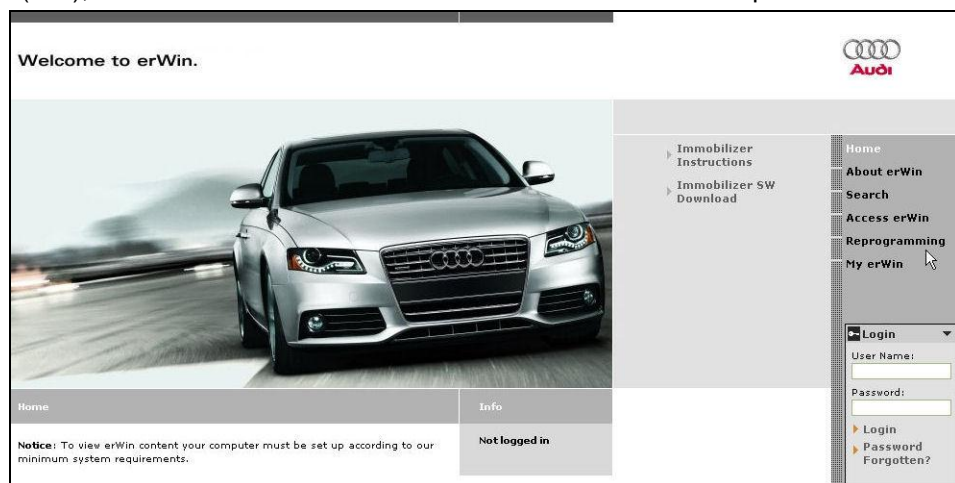 Welcome to erWin.
Audi
Immobilizer
Instructions
Immobilizer SW
Download
Home
About erWin
Search
Access erWin
Reprogramming
My erWin
Login
User Name:
Password:
Login
Password
Forgotten?
Home
Info
Notice: To view erWin content your computer must be set up according to our
minimum system requirements.
Not logged in